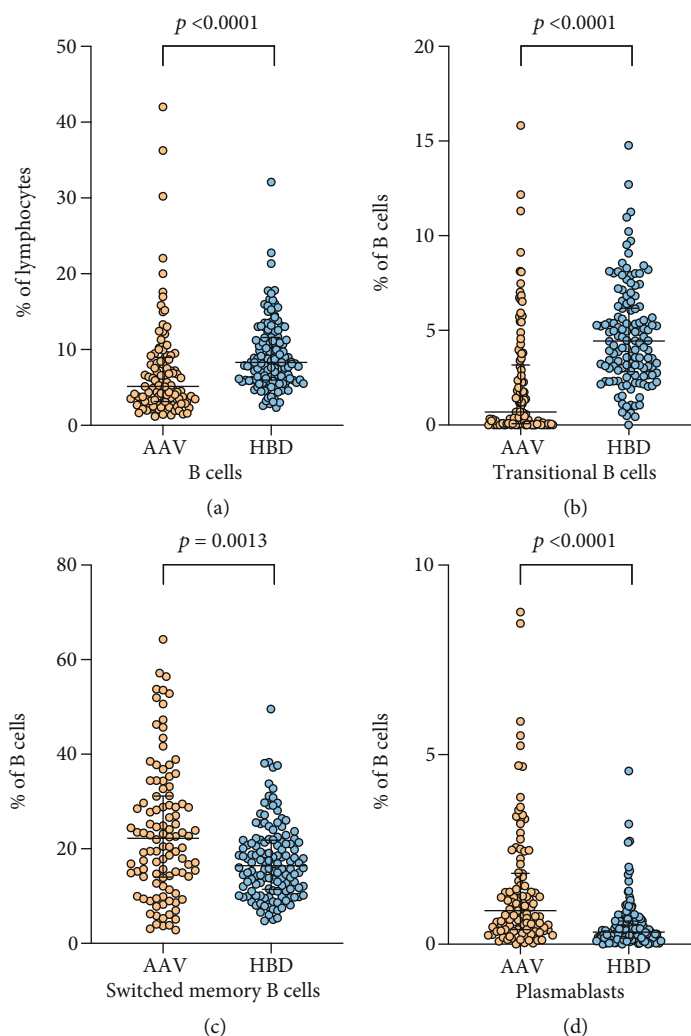 p <0.0001
50
40
30
20
10
0
% of lymphocytes
AAV
HBD
B cells
(a)
p <0.0001
20
15
10
5
0
% of B cells
AAV
HBD
Transitional B cells
(b)
p = 0.0013
80
60
40
20
0
% of B cells
AAV
HBD
Switched memory B cells
(c)
p <0.0001
10
5
0
% of B cells
AAV
HBD
Plasmablasts
(d)